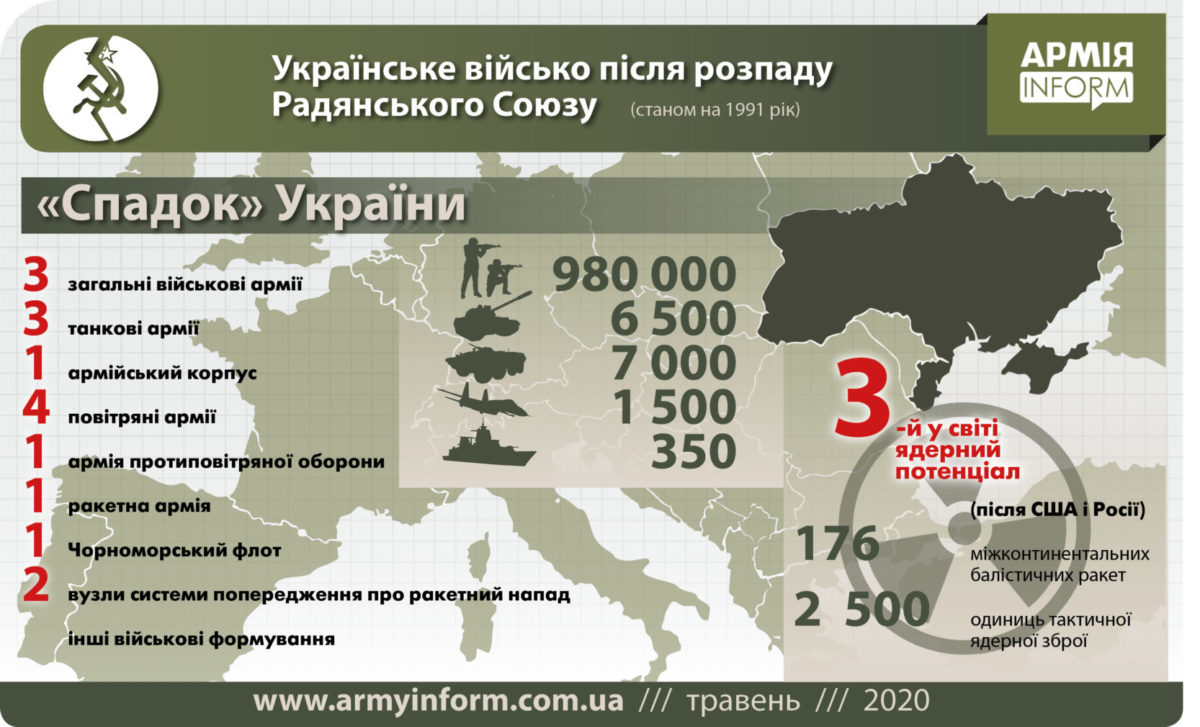 Українське військо після розпаду
Радянського Союзу (станом на 1991 рік)
АРМІЯ
INFORM
«Спадок» України
3 загальні військові армії
3 танкові армії
1 армійський корпус
4 повітряні армії
1 армія протиповітряної оборони
1 ракетна армія
1 Чорноморський флот
2 вузли системи попередження про ракетний напад
інші військові формування
980 000
6 500
7 000
1 500
350
3
-й у світі
ядерний
потенціал
(після США і Росії)
176 міжконтинентальних
балістичних ракет
2 500 одиниць тактичної
ядерної зброї
www.armyinform.com.ua /// травень /// 2020